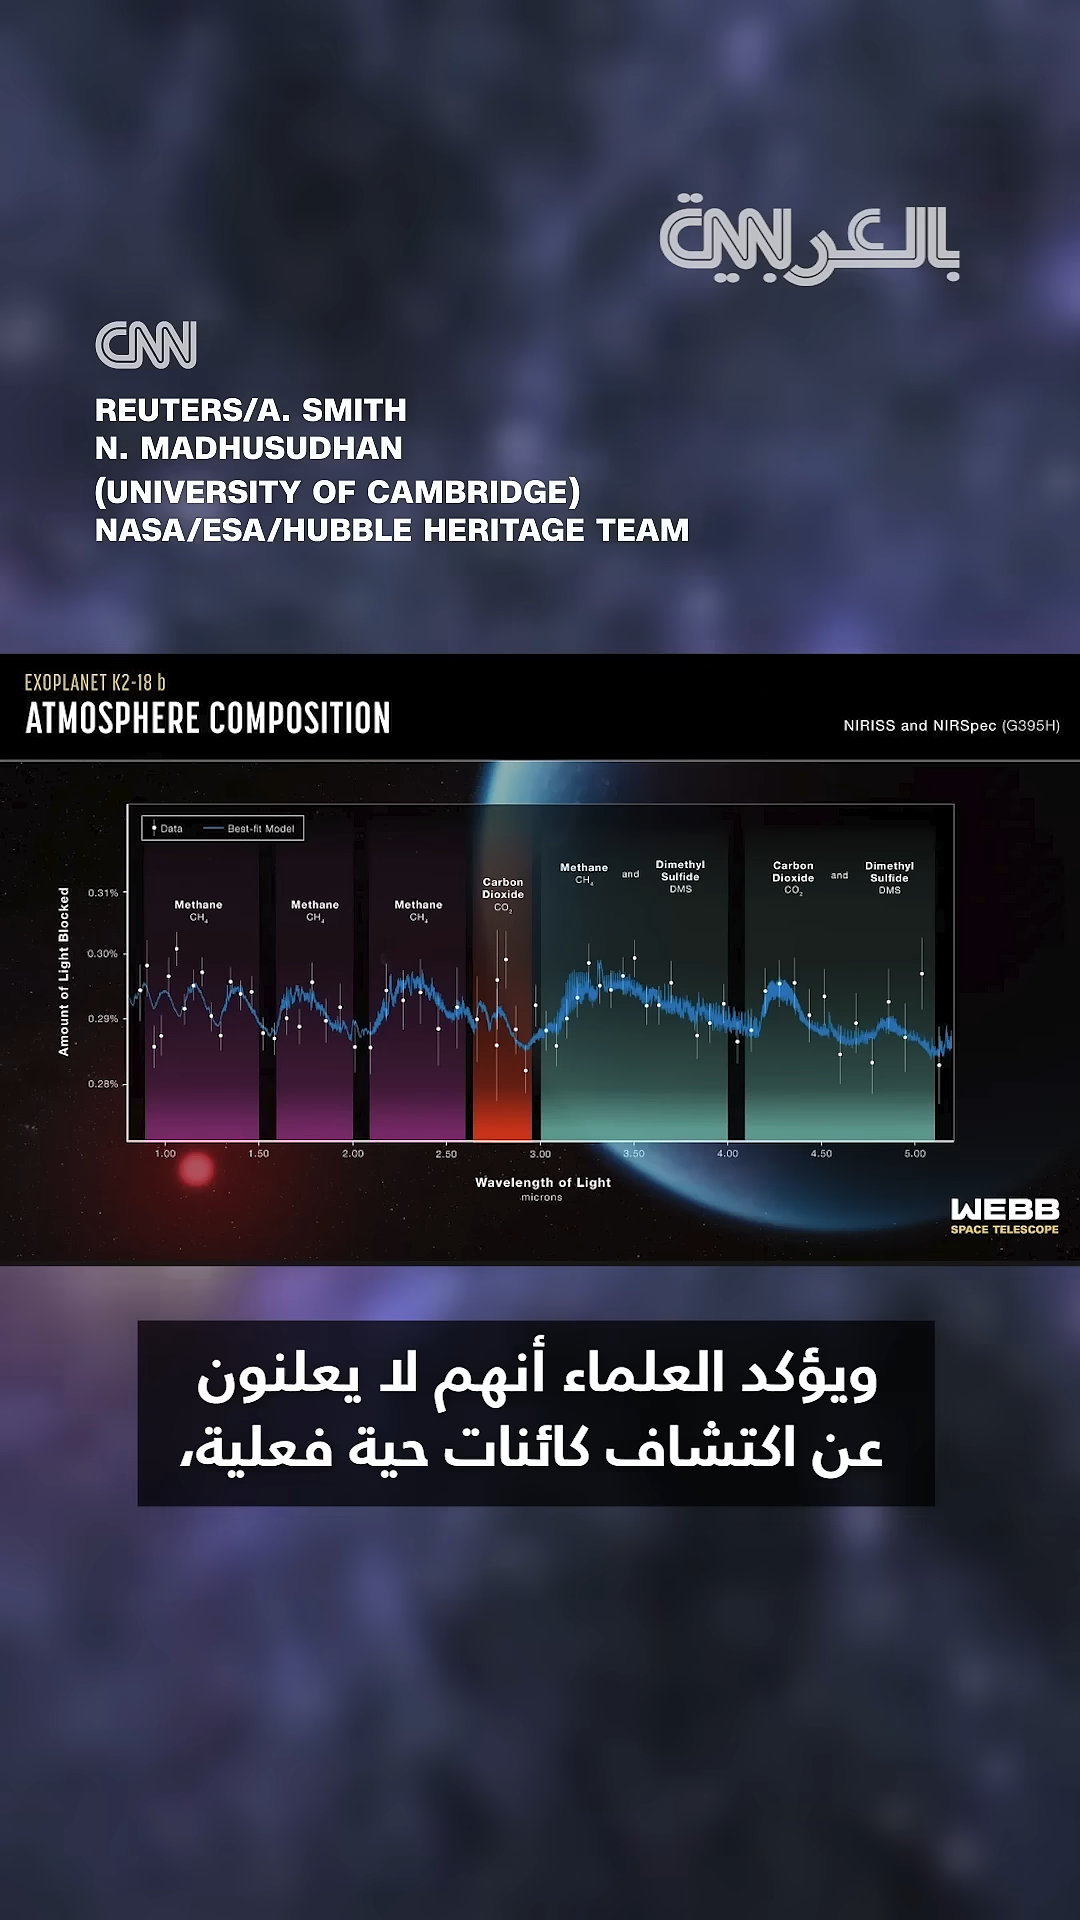 CNN بالعربية
CNN
REUTERS/A. SMITH
N. MADHUSUDHAN
(UNIVERSITY OF CAMBRIDGE)
NASA/ESA/HUBBLE HERITAGE TEAM
EXOPLANET K2-18 b
ATMOSPHERE COMPOSITION
NIRISS and NIRSpec (G395H)
Data
Best-fit Model
Amount of Light Blocked
0.31%
0.30%
0.29%
0.28%
Methane
CH₄
Methane
CH₄
Methane
CH₄
Carbon
Dioxide
CO₂
Methane
CH₄
and
Dimethyl
Sulfide
DMS
Carbon
Dioxide
CO₂
and
Dimethyl
Sulfide
DMS
1.00 1.50 2.00 2.50 3.00 3.50 4.00 4.50 5.00
Wavelength of Light
microns
WEBB
SPACE TELESCOPE
ويؤكد العلماء أنهم لا يعلنون
عن اكتشاف كائنات حية فعلية،